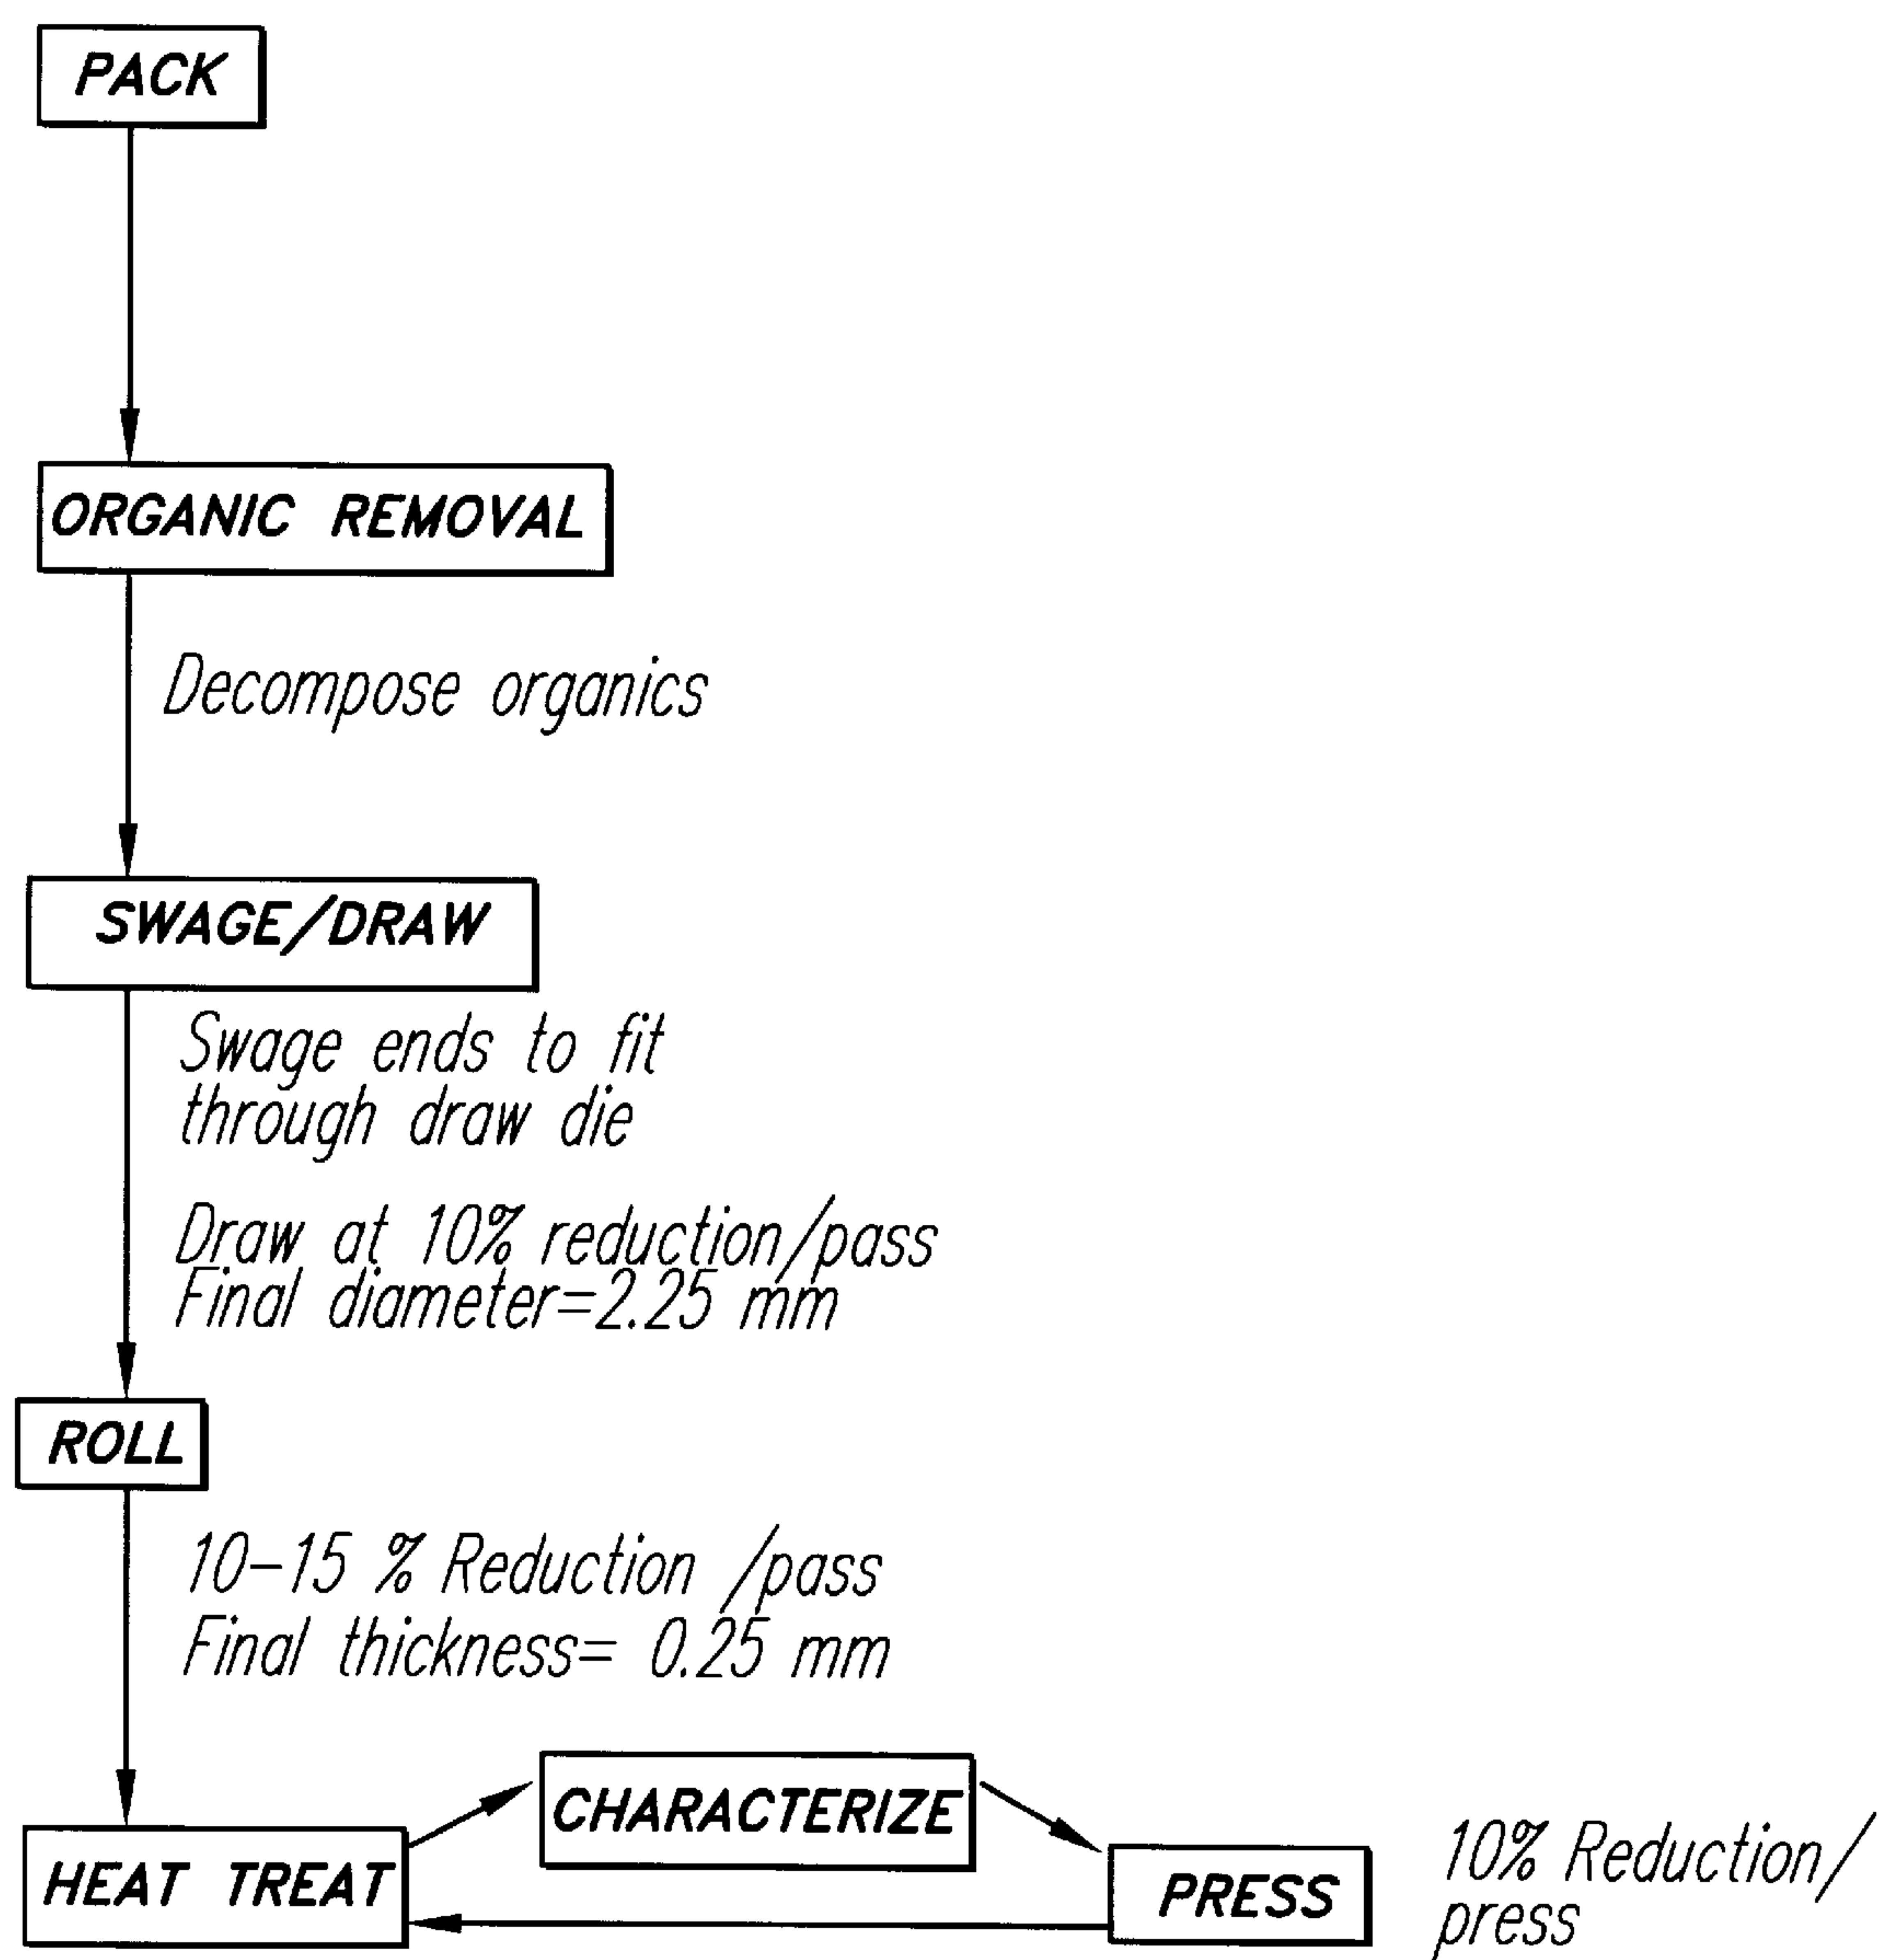 PACK
ORGANIC REMOVAL
Decompose organics
SWAGE/DRAW
Swage ends to fit
through draw die
Draw at 10% reduction/pass
Final diameter=2.25 mm
ROLL
10-15 % Reduction /pass
Final thickness= 0.25 mm
HEAT TREAT
CHARACTERIZE
PRESS
10% Reduction/
press